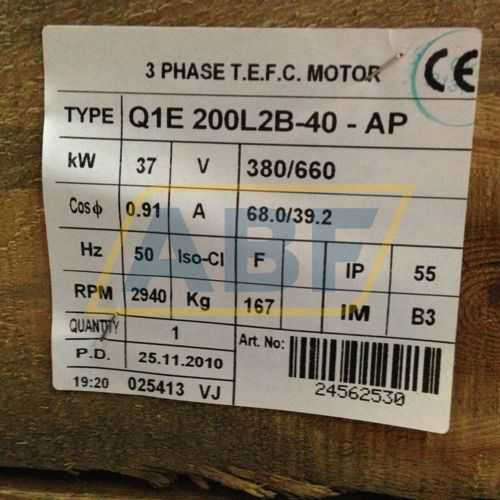 3 PHASE T.E.F.C. MOTOR CE
TYPE Q1E 200L2B-40 - AP
kW 37 V 380/660
Cosϕ 0.91 A 68.0/39.2
Hz 50 Iso-Cl F IP 55
RPM 2940 Kg 167 IM B3
QUANTITY 1
P.D. 25.11.2010
19:20 025413 VJ
Art. No:
24562530
ABF